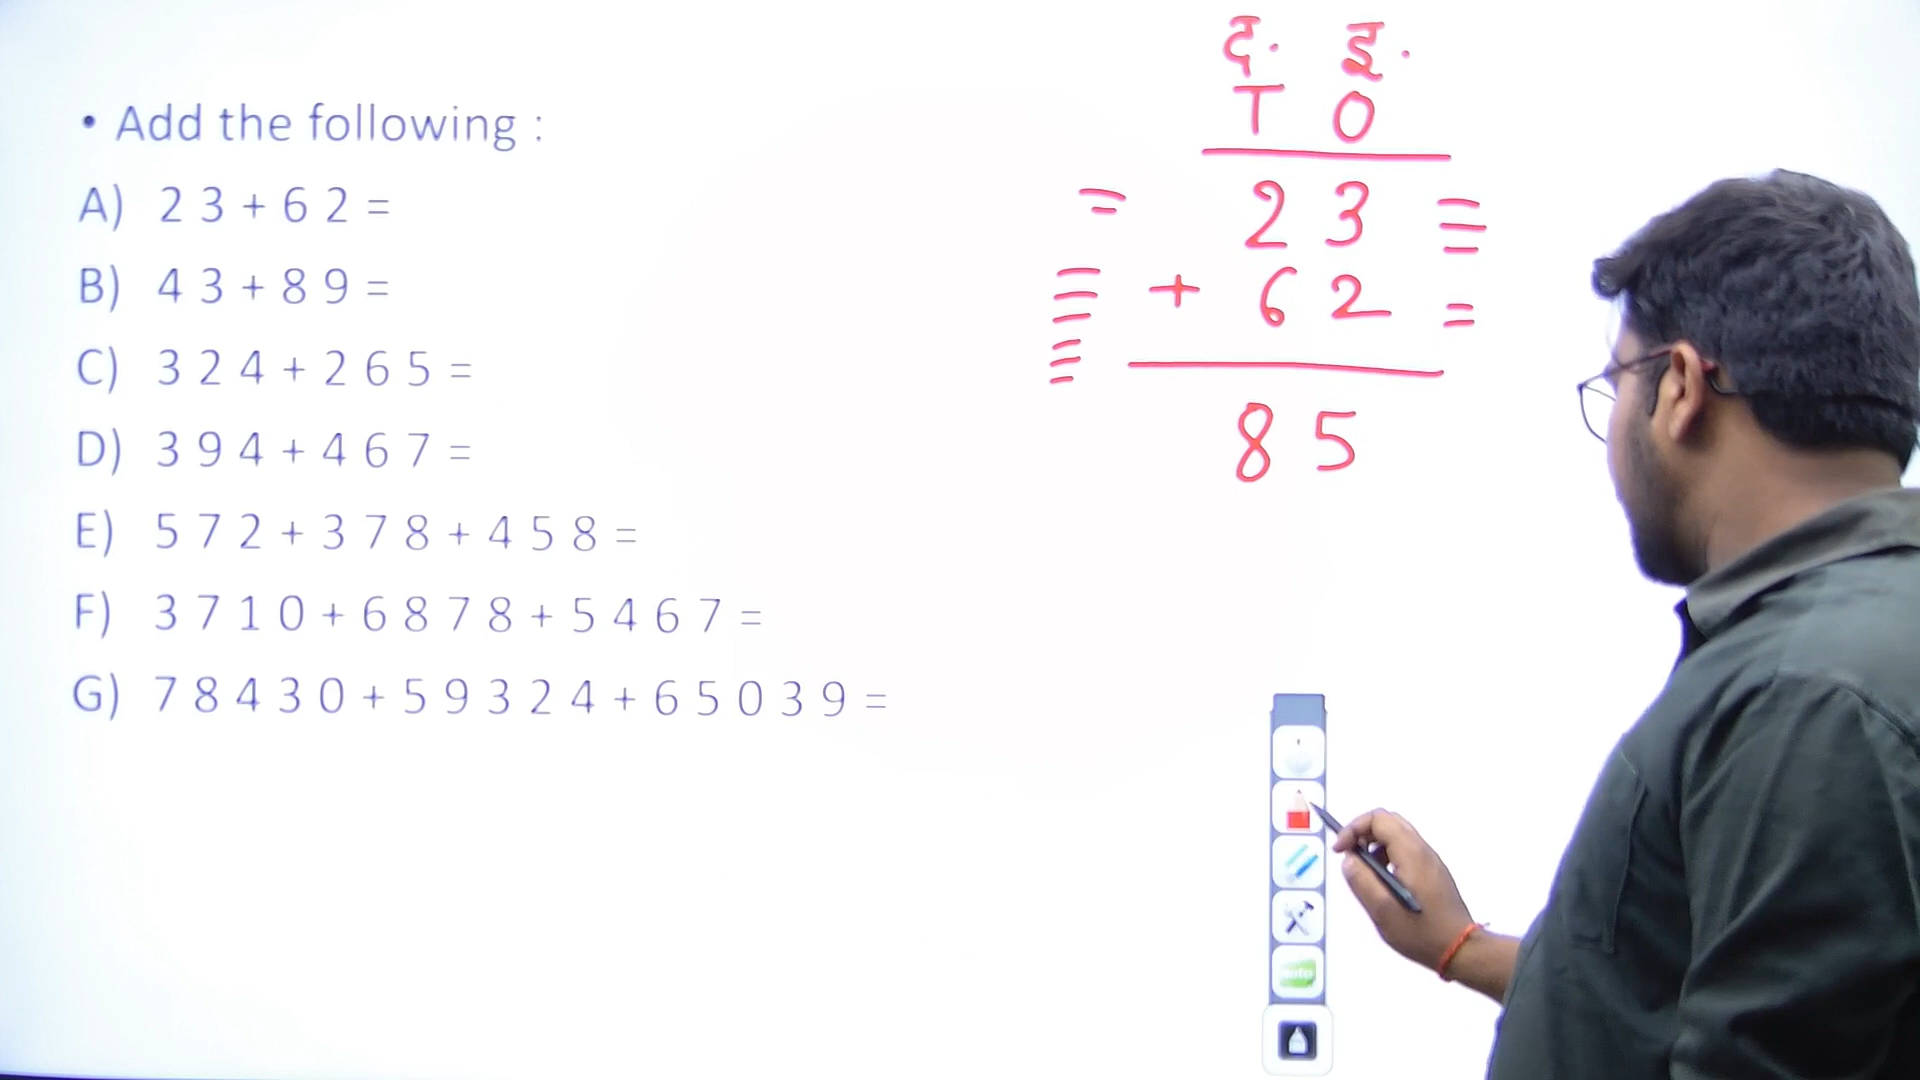 • Add the following :
A) 2 3 + 6 2 =
B) 4 3 + 8 9 =
C) 3 2 4 + 2 6 5 =
D) 3 9 4 + 4 6 7 =
E) 5 7 2 + 3 7 8 + 4 5 8 =
F) 3 7 1 0 + 6 8 7 8 + 5 4 6 7 =
G) 7 8 4 3 0 + 5 9 3 2 4 + 6 5 0 3 9 =
द. इ.
T O
2 3
+ 6 2
8 5